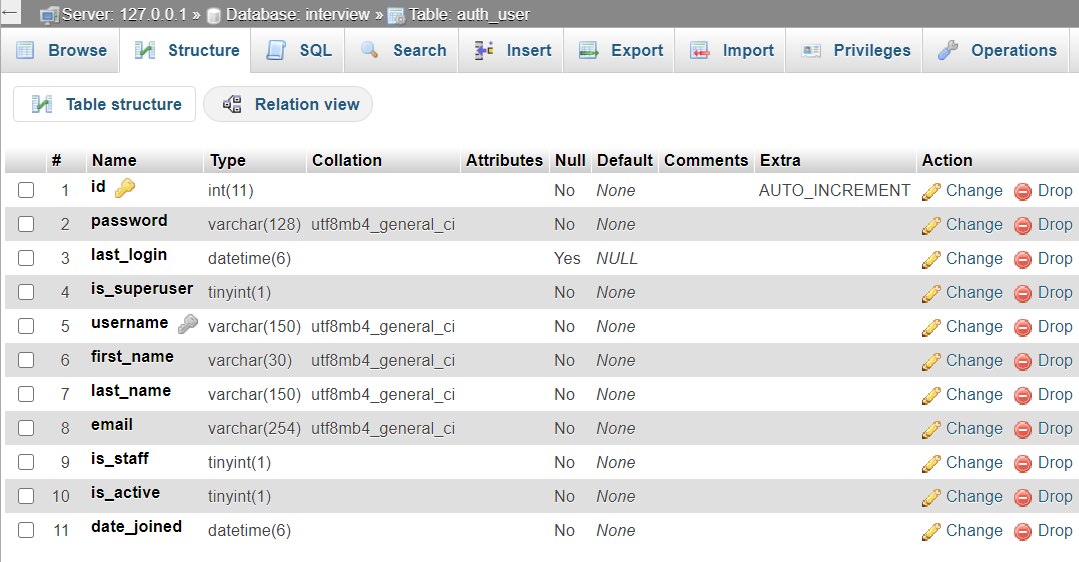 ← Server: 127.0.0.1 » Database: interview » Table: auth_user
Browse Structure SQL Search Insert Export Import Privileges Operations
Table structure Relation view
# Name Type Collation Attributes Null Default Comments Extra Action
1 id int(11) No None AUTO_INCREMENT Change Drop
2 password varchar(128) utf8mb4_general_ci No None Change Drop
3 last_login datetime(6) Yes NULL Change Drop
4 is_superuser tinyint(1) No None Change Drop
5 username varchar(150) utf8mb4_general_ci No None Change Drop
6 first_name varchar(30) utf8mb4_general_ci No None Change Drop
7 last_name varchar(150) utf8mb4_general_ci No None Change Drop
8 email varchar(254) utf8mb4_general_ci No None Change Drop
9 is_staff tinyint(1) No None Change Drop
10 is_active tinyint(1) No None Change Drop
11 date_joined datetime(6) No None Change Drop